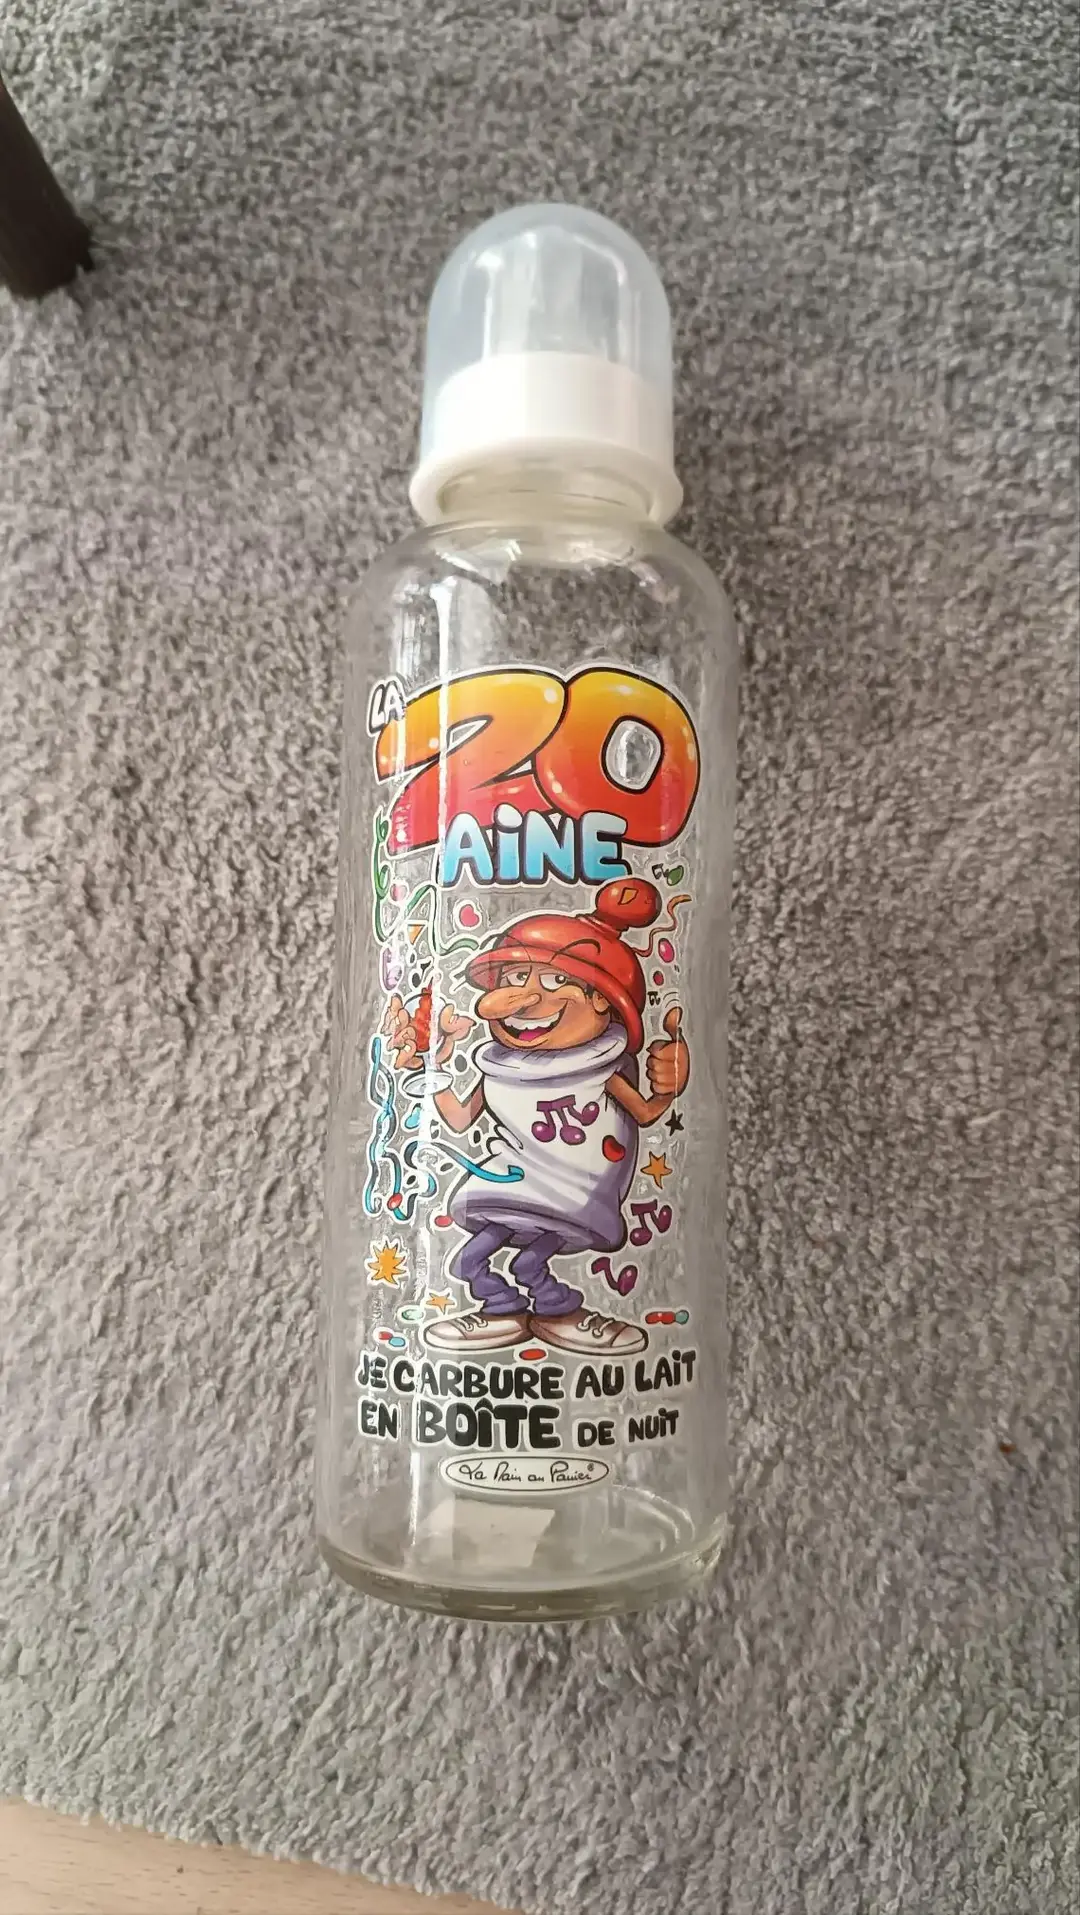 LA
20
AiNE
JE CARBURE AU LAiT
EN BOÎTE DE NUiT
La Main au Panier®